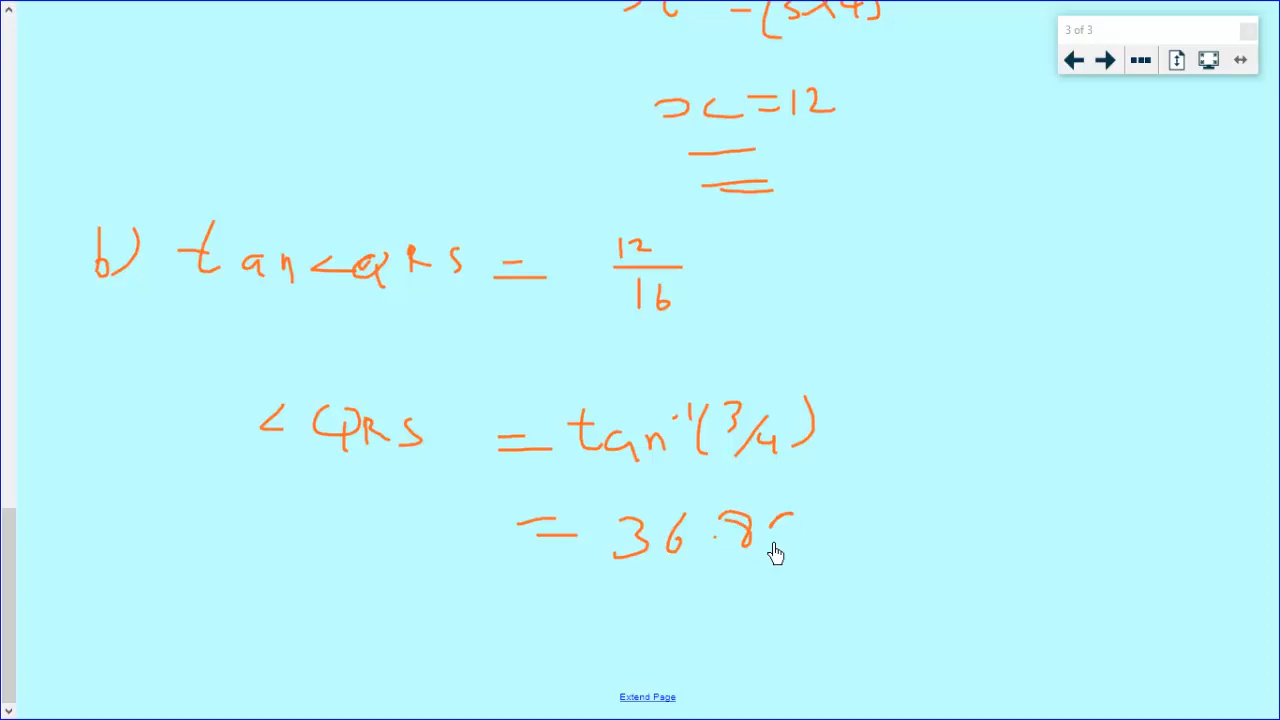 3 of 3
x = 12
b) tan<QRS = 12/16
< QRS = tan⁻¹(3/4)
= 36.8
Extend Page